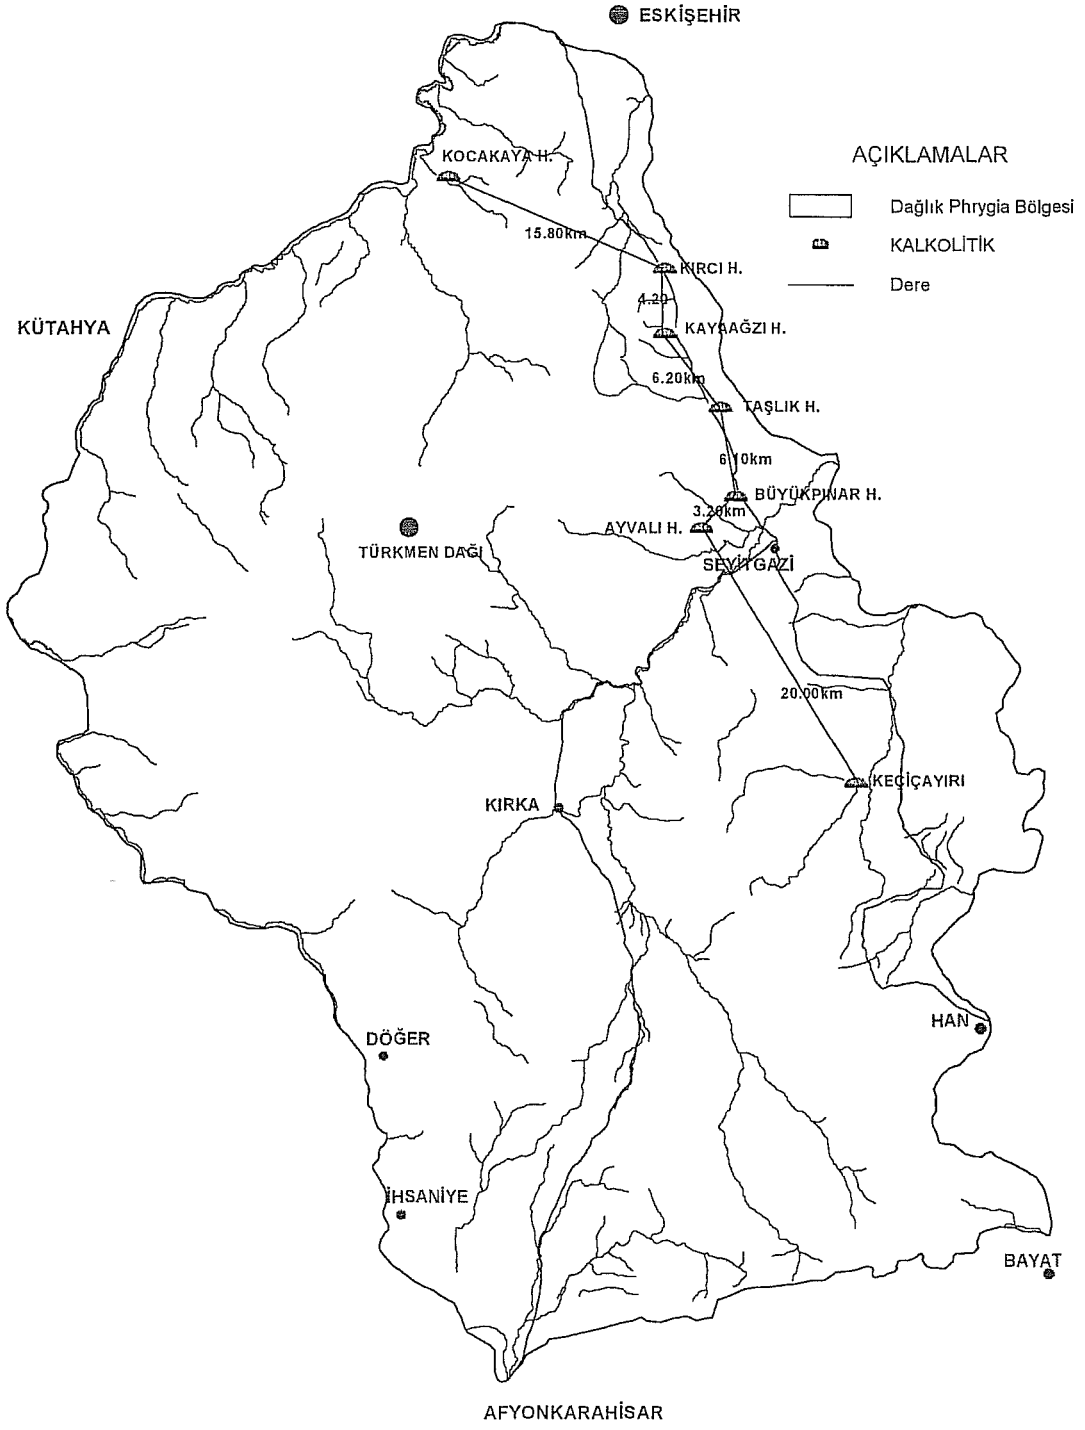 ESKİŞEHİR
AÇIKLAMALAR
KOCAKAYA H.
Dağlık Phrygia Bölgesi
15.80km
KALKOLİTİK
KIRCI H.
Dere
4.20
KÜTAHYA
KAYAAĞZI H.
6.20km
TAŞLIK H.
6.10km
BÜYÜKPINAR H.
3.20km
AYVALI H.
TÜRKMEN DAĞI
SEYİTGAZİ
20.00km
KEÇİÇAYIRI
KIRKA
HAN
DÖĞER
İHSANİYE
BAYAT
AFYONKARAHİSAR